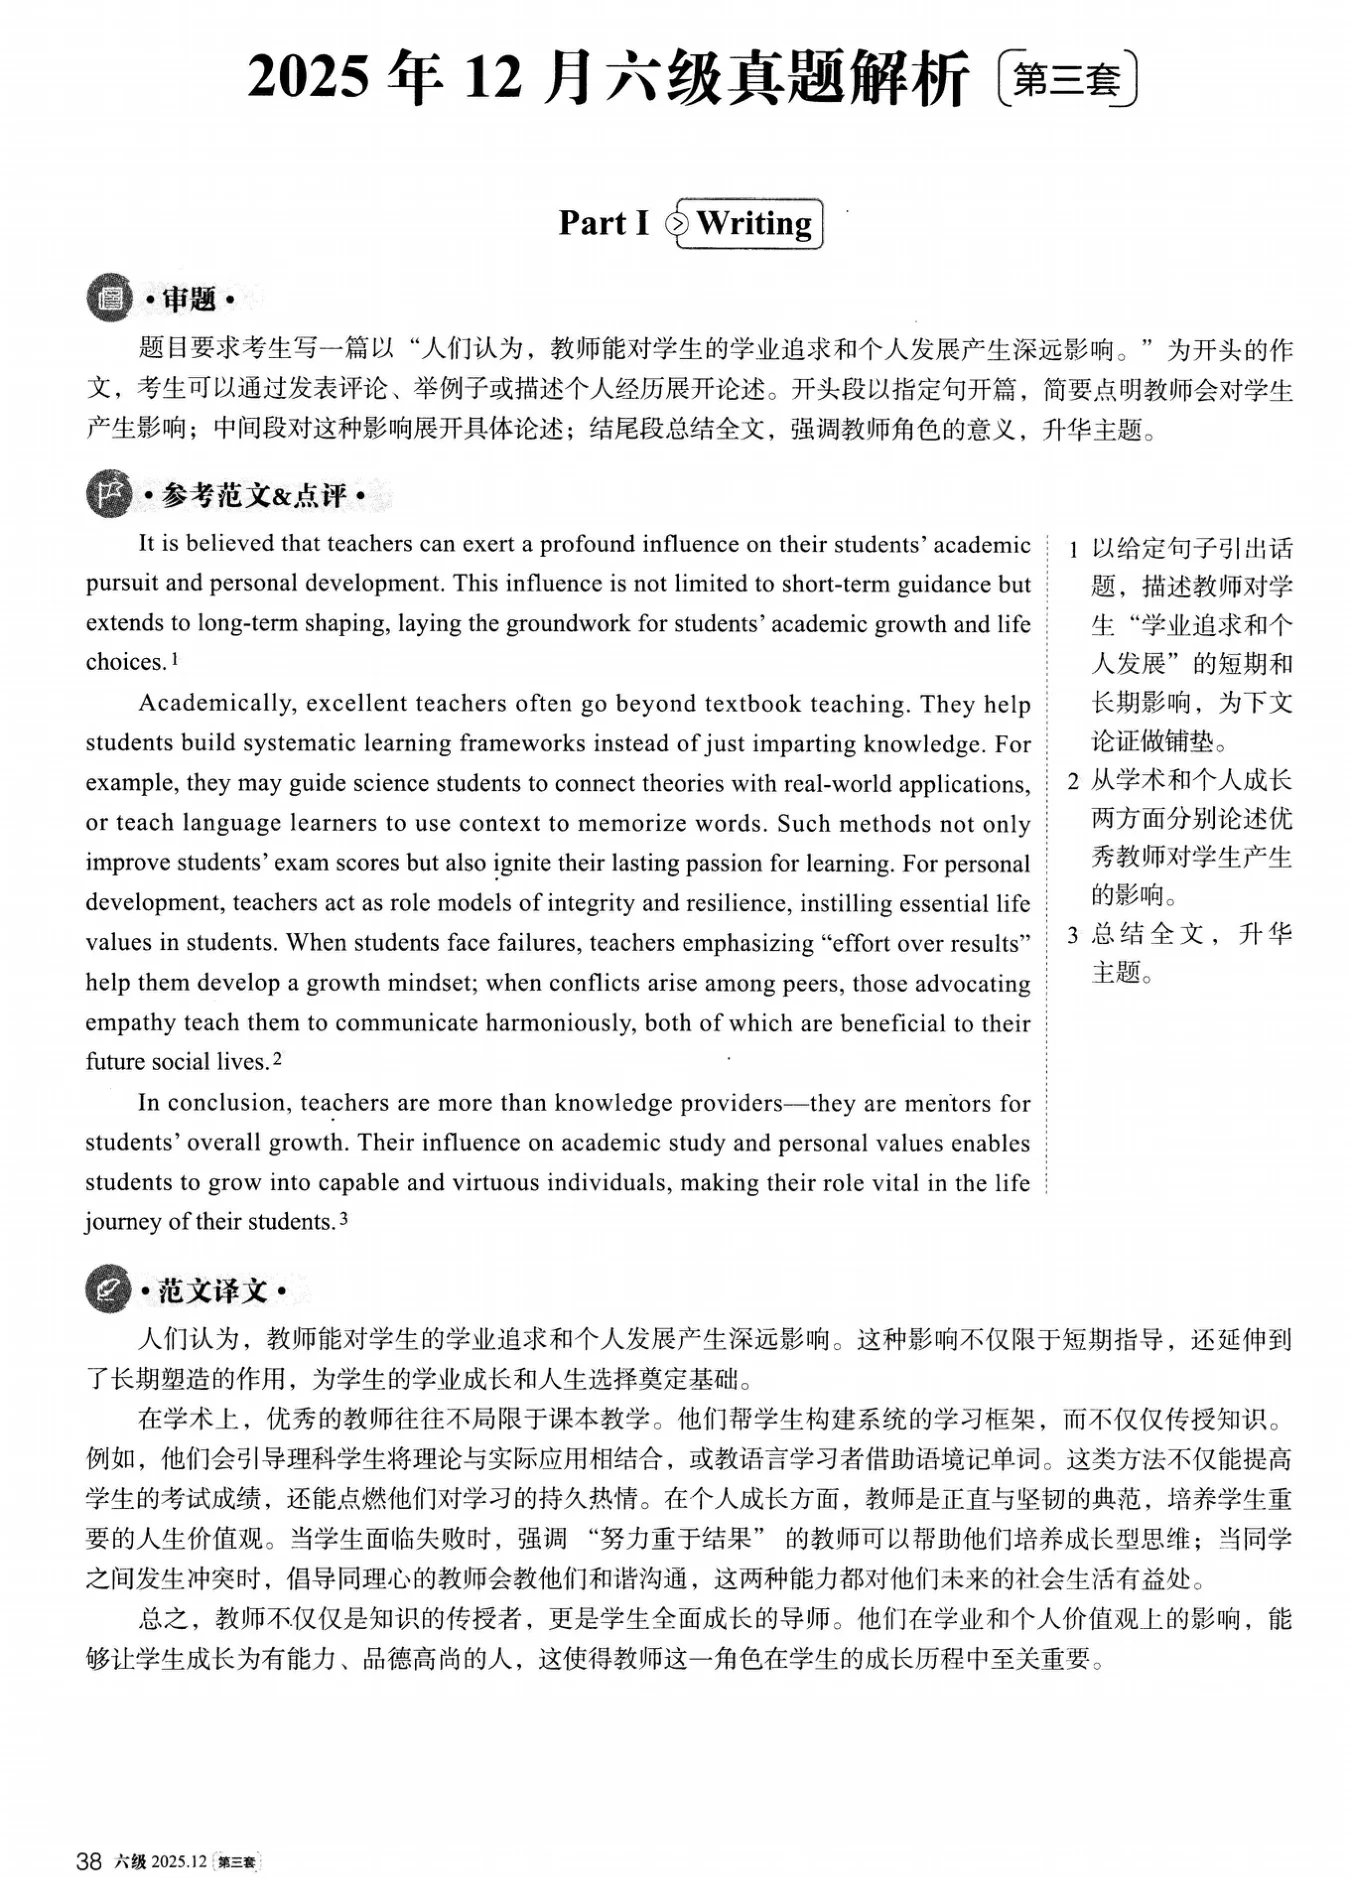 2025 年 12 月六级真题解析 第三套
Part I > Writing
·审题·
题目要求考生写一篇以“人们认为，教师能对学生的学业追求和个人发展产生深远影响。”为开头的作
文，考生可以通过发表评论、举例子或描述个人经历展开论述。开头段以指定句开篇，简要点明教师会对学生
产生影响；中间段对这种影响展开具体论述；结尾段总结全文，强调教师角色的意义，升华主题。
·参考范文&点评·
It is believed that teachers can exert a profound influence on their students’ academic
pursuit and personal development. This influence is not limited to short-term guidance but
extends to long-term shaping, laying the groundwork for students’ academic growth and life
choices.1
Academically, excellent teachers often go beyond textbook teaching. They help
students build systematic learning frameworks instead of just imparting knowledge. For
example, they may guide science students to connect theories with real-world applications,
or teach language learners to use context to memorize words. Such methods not only
improve students’ exam scores but also ignite their lasting passion for learning. For personal
development, teachers act as role models of integrity and resilience, instilling essential life
values in students. When students face failures, teachers emphasizing “effort over results”
help them develop a growth mindset; when conflicts arise among peers, those advocating
empathy teach them to communicate harmoniously, both of which are beneficial to their
future social lives.2
In conclusion, teachers are more than knowledge providers—they are mentors for
students’ overall growth. Their influence on academic study and personal values enables
students to grow into capable and virtuous individuals, making their role vital in the life
journey of their students.3
1 以给定句子引出话
题，描述教师对学
生“学业追求和个
人发展”的短期和
长期影响，为下文
论证做铺垫。
2 从学术和个人成长
两方面分别论述优
秀教师对学生产生
的影响。
3 总结全文，升华
主题。
·范文译文·
人们认为，教师能对学生的学业追求和个人发展产生深远影响。这种影响不仅限于短期指导，还延伸到
了长期塑造的作用，为学生的学业成长和人生选择奠定基础。
在学术上，优秀的教师往往不局限于课本教学。他们帮学生构建系统的学习框架，而不仅仅传授知识。
例如，他们会引导理科学生将理论与实际应用相结合，或教语言学习者借助语境记单词。这类方法不仅能提高
学生的考试成绩，还能点燃他们对学习的持久热情。在个人成长方面，教师是正直与坚韧的典范，培养学生重
要的人生价值观。当学生面临失败时，强调 “努力重于结果” 的教师可以帮助他们培养成长型思维；当同学
之间发生冲突时，倡导同理心的教师会教他们和谐沟通，这两种能力都对他们未来的社会生活有益处。
总之，教师不仅仅是知识的传授者，更是学生全面成长的导师。他们在学业和个人价值观上的影响，能
够让学生成长为有能力、品德高尚的人，这使得教师这一角色在学生的成长历程中至关重要。
38 六级 2025.12 第三套